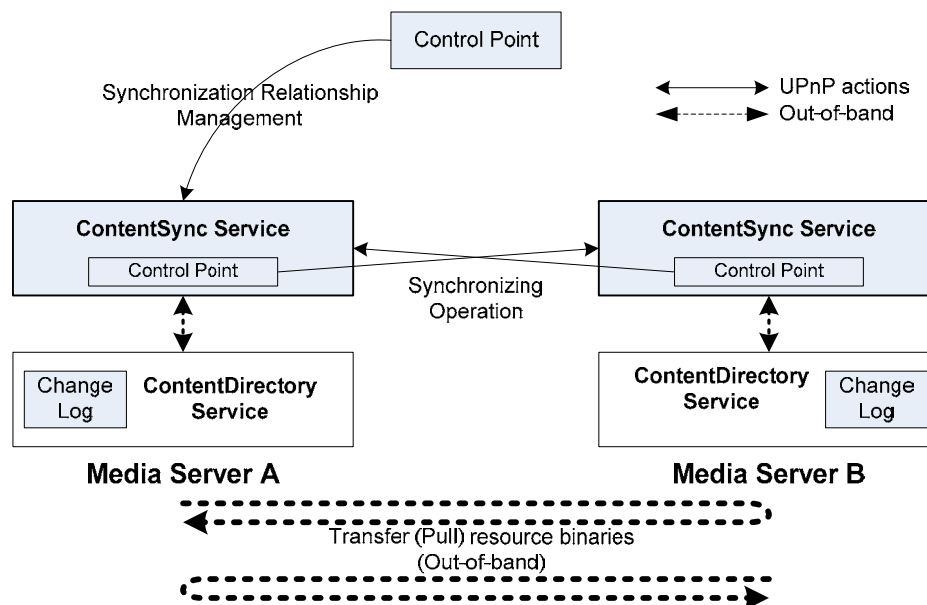 Control Point
Synchronization Relationship
Management
UPnP actions
Out-of-band
ContentSync Service
Control Point
ContentSync Service
Control Point
Synchronizing
Operation
Change
Log
ContentDirectory
Service
ContentDirectory
Service
Change
Log
Media Server A
Media Server B
Transfer (Pull) resource binaries
(Out-of-band)